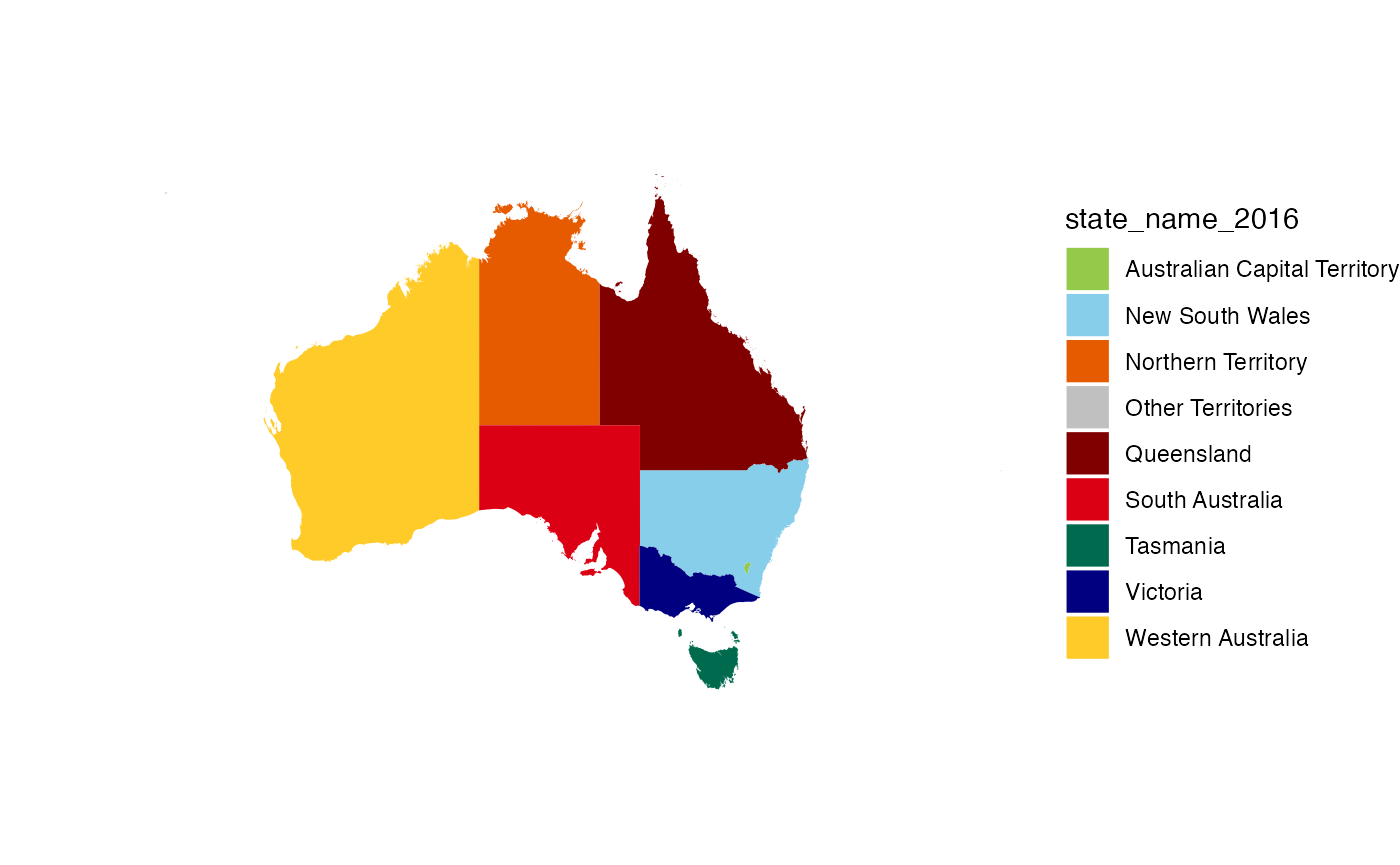 state_name_2016
Australian Capital Territory
New South Wales
Northern Territory
Other Territories
Queensland
South Australia
Tasmania
Victoria
Western Australia